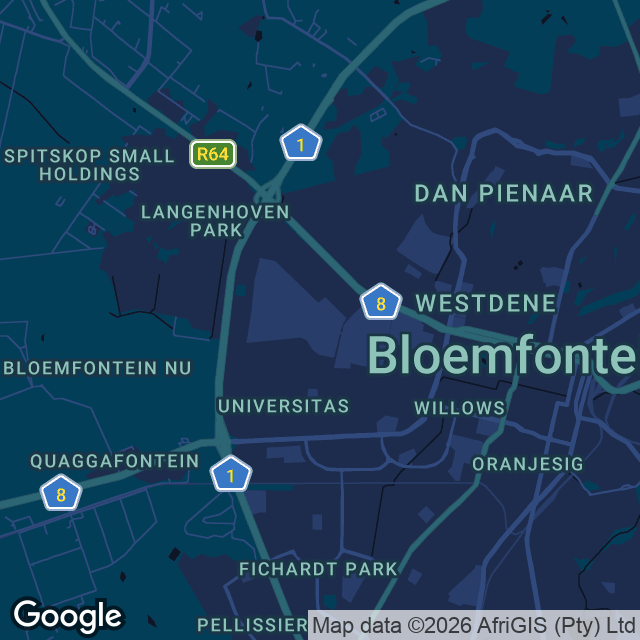 1
R64
SPITSKOP SMALL
HOLDINGS
DAN PIENAAR
LANGENHOVEN
PARK
8
WESTDENE
Bloemfonte
BLOEMFONTEIN NU
UNIVERSITAS
WILLOWS
QUAGGAFONTEIN
ORANJESIG
1
8
FICHARDT PARK
PELLISSIER
Google
Map data ©2026 AfriGIS (Pty) Ltd